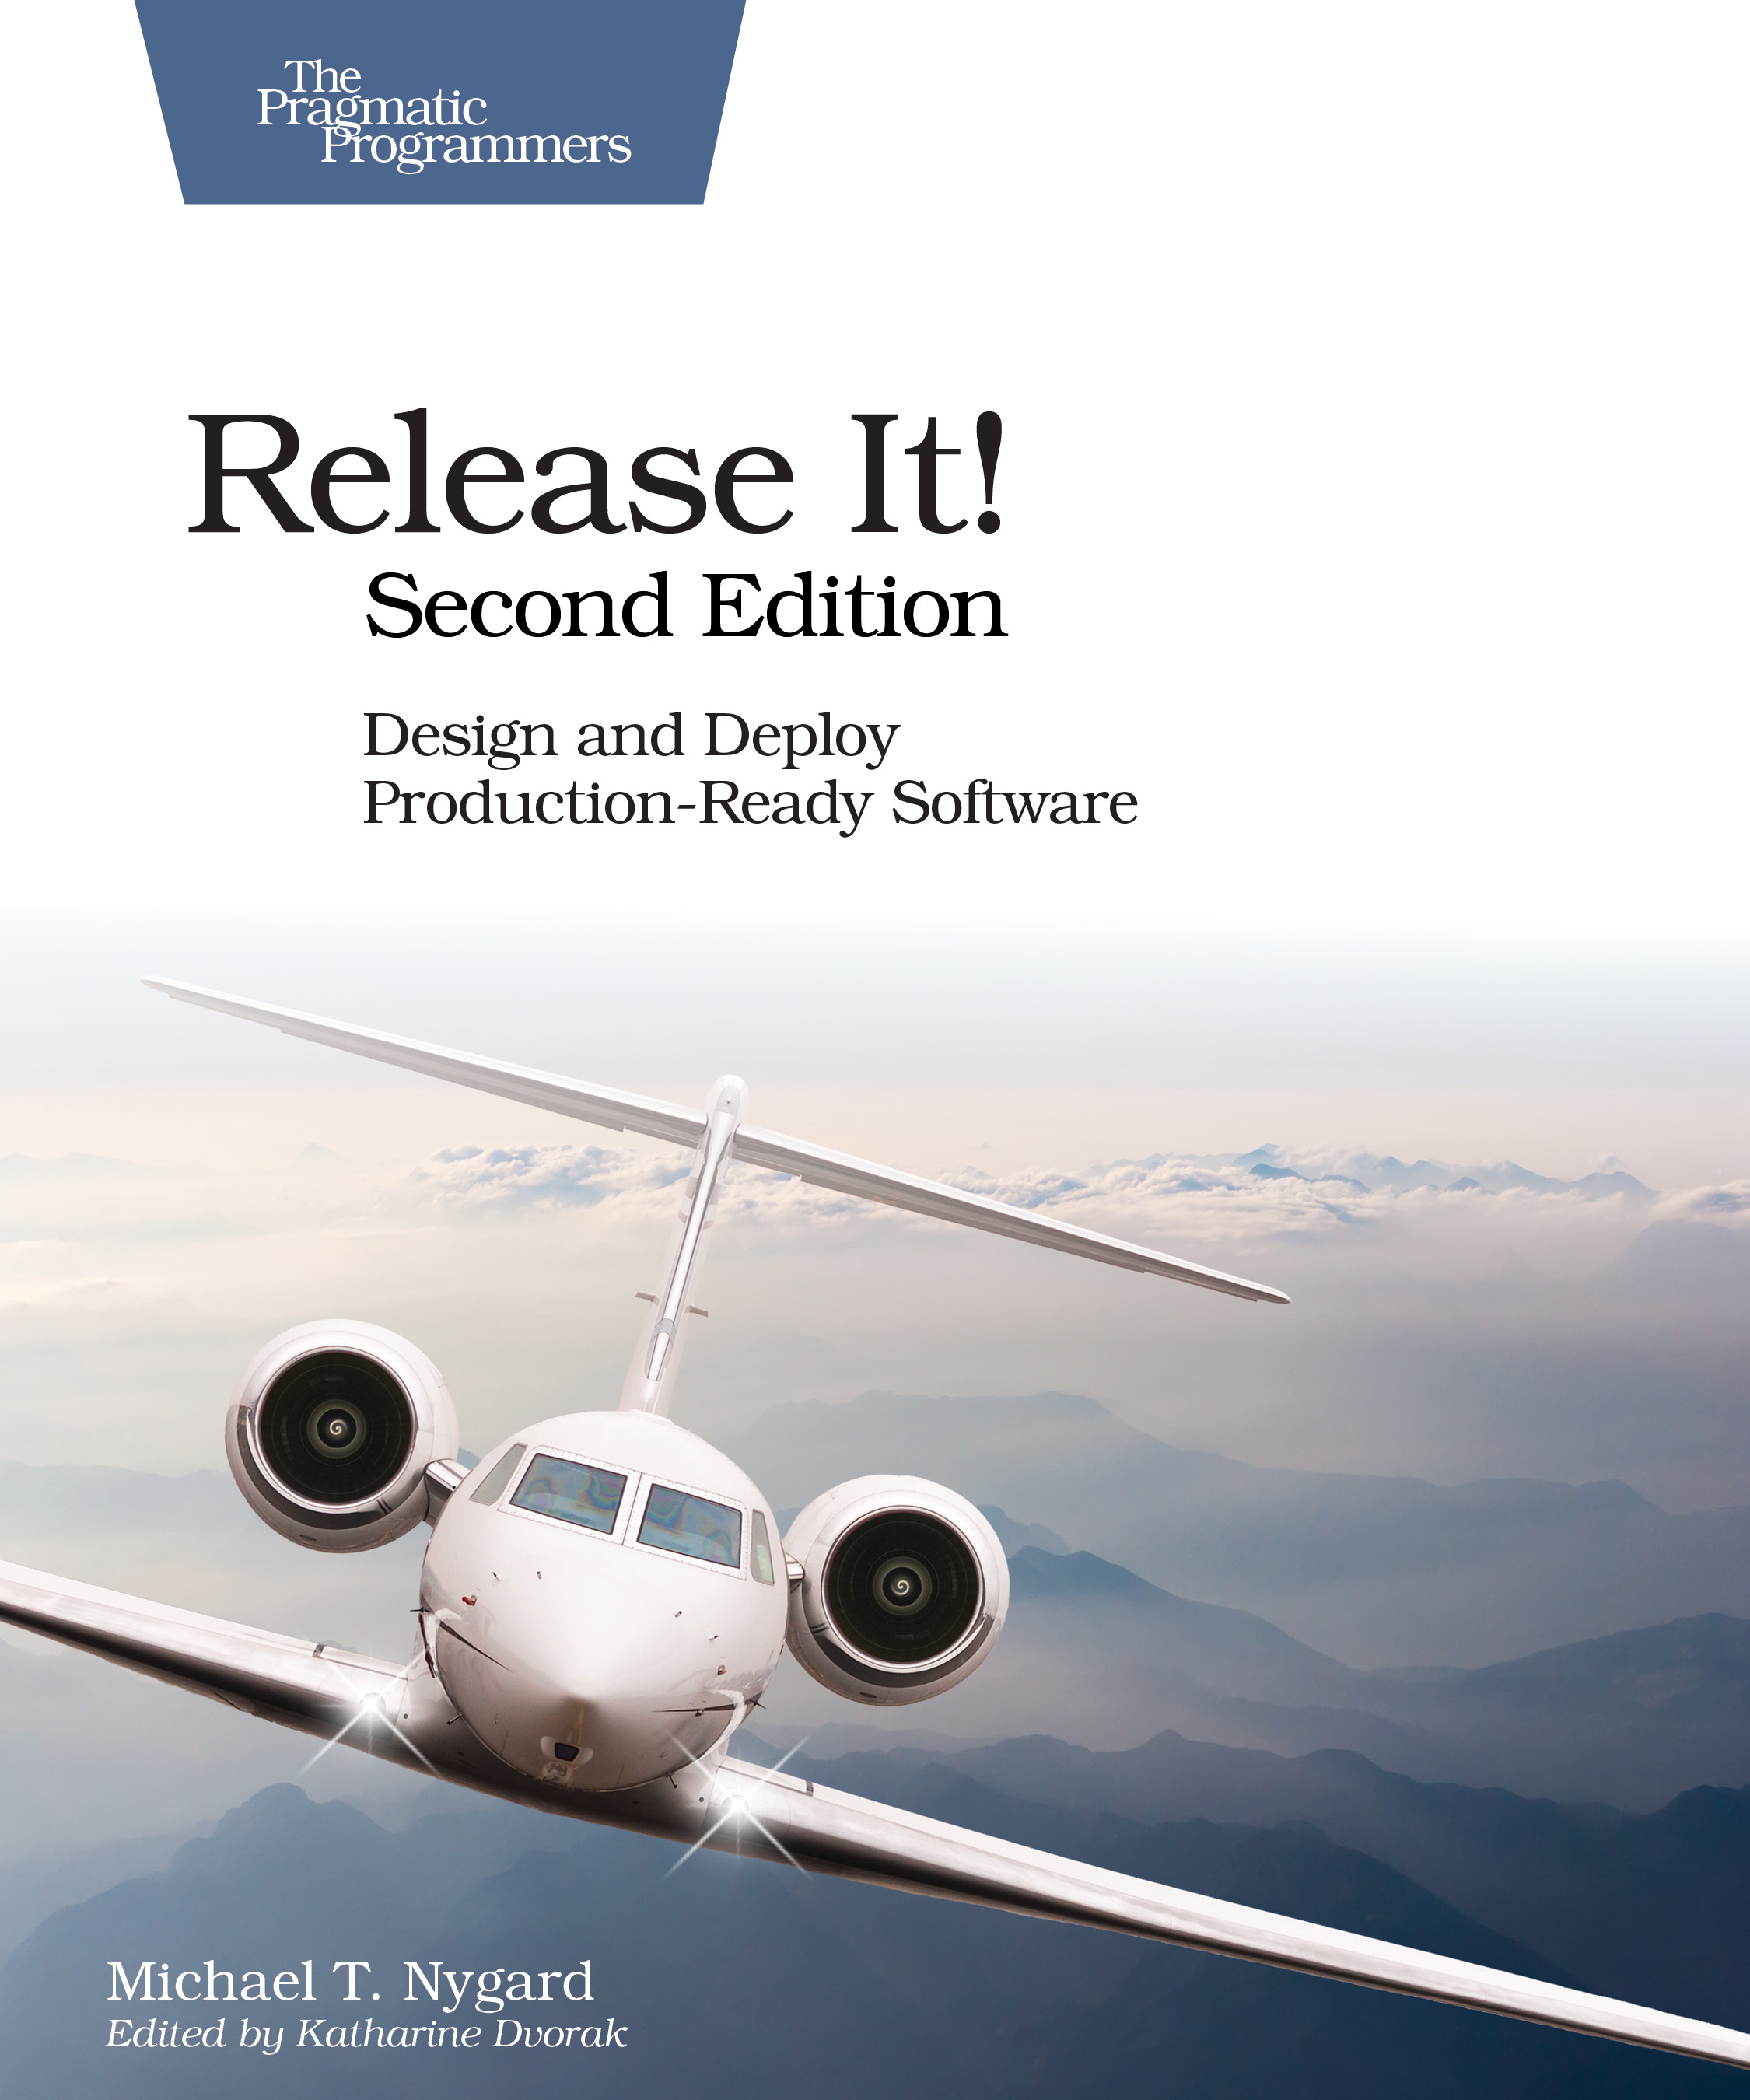 The
Pragmatic
Programmers
Release It!
Second Edition
Design and Deploy
Production-Ready Software
Michael T. Nygard
Edited by Katharine Dvorak